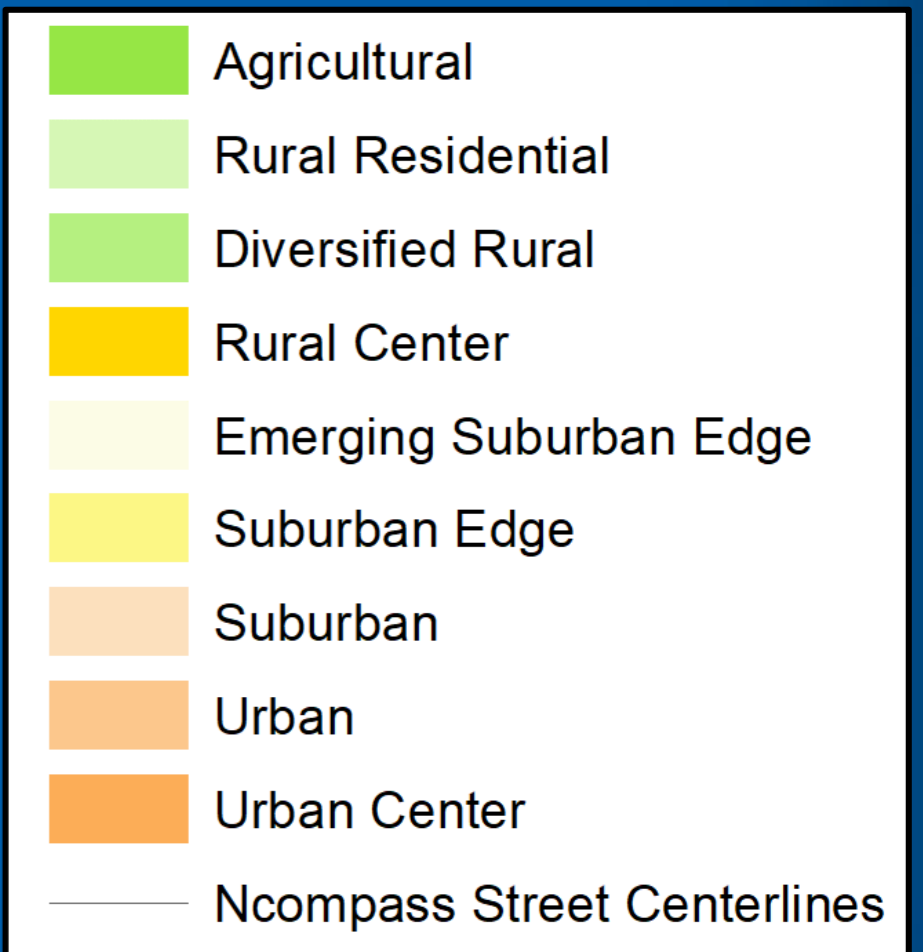 Agricultural
Rural Residential
Diversified Rural
Rural Center
Emerging Suburban Edge
Suburban Edge
Suburban
Urban
Urban Center
Ncompass Street Centerlines